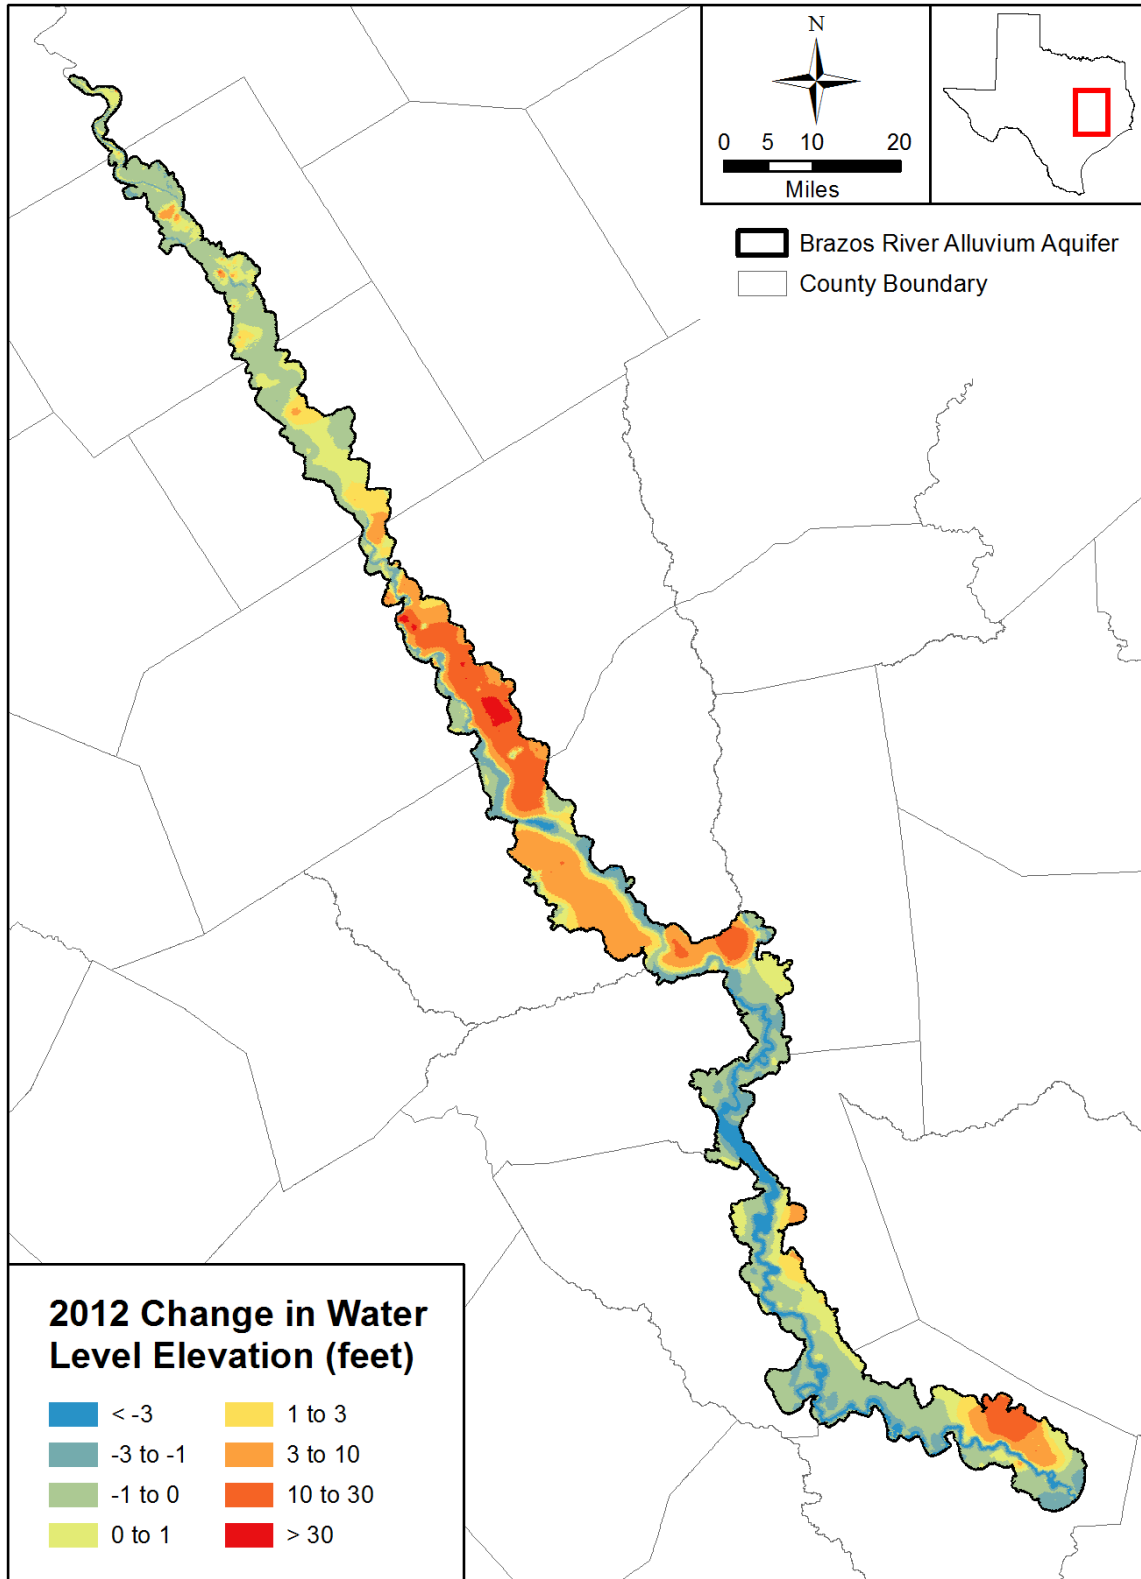 N
0 5 10 20
Miles
Brazos River Alluvium Aquifer
County Boundary
2012 Change in Water
Level Elevation (feet)
< -3
-3 to -1
-1 to 0
0 to 1
1 to 3
3 to 10
10 to 30
> 30